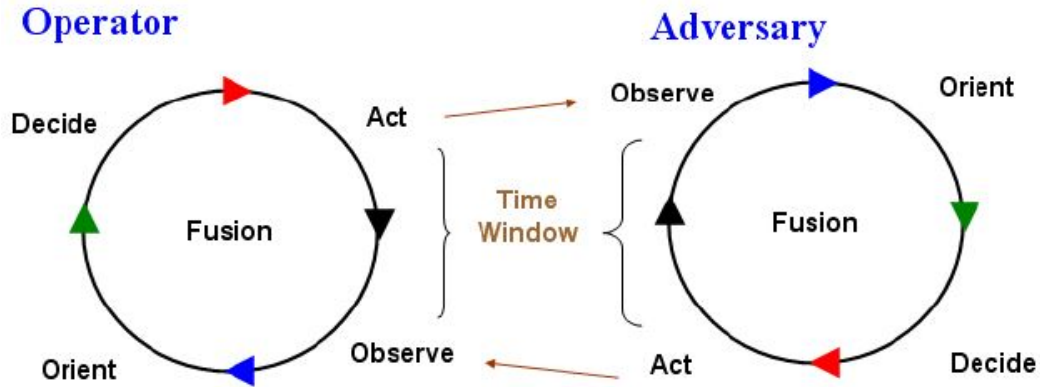 Operator
Adversary
Decide
Act
Observe
Orient
Fusion
Time
Window
Fusion
Orient
Observe
Act
Decide